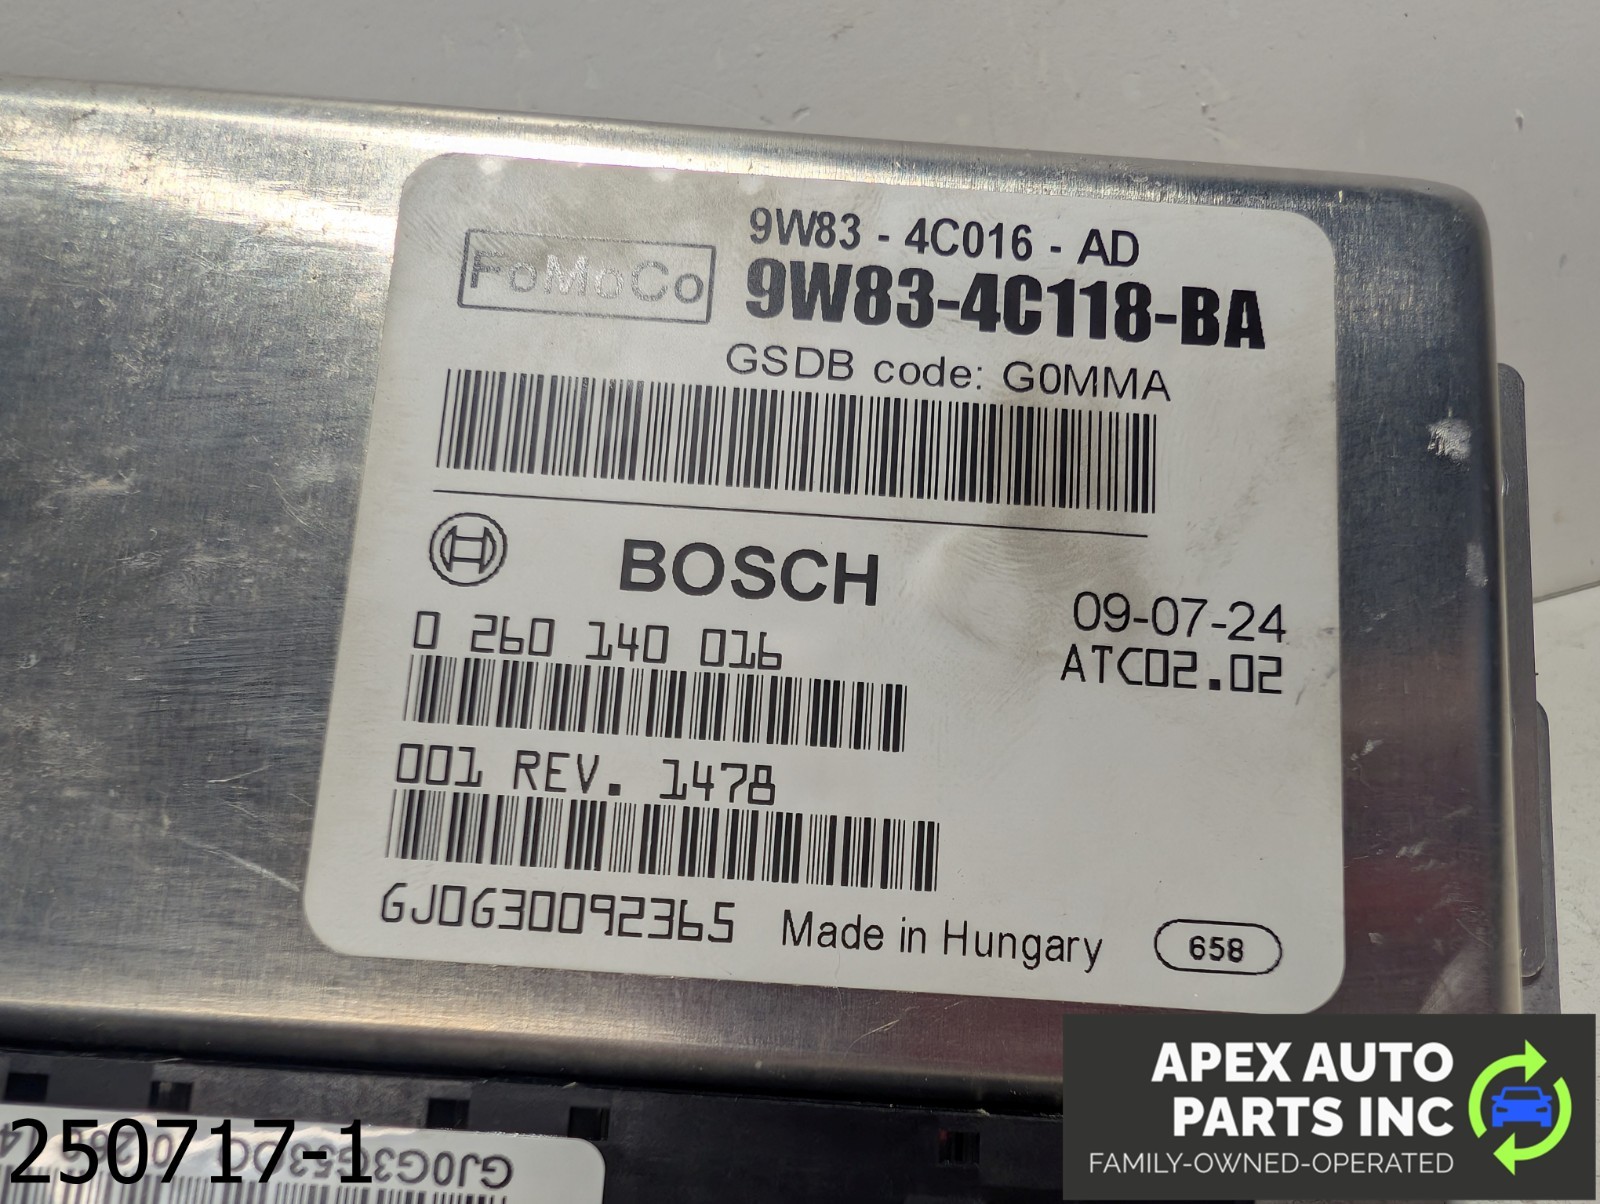 9W83 - 4C016 - AD
FoMoCo
9W83-4C118-BA
GSDB code: G0MMA
BOSCH
0 260 140 016
09-07-24
ATC02.02
001 REV. 1478
GJ0G30092365
Made in Hungary
658
250717-1
APEX AUTO
PARTS INC
FAMILY-OWNED-OPERATED